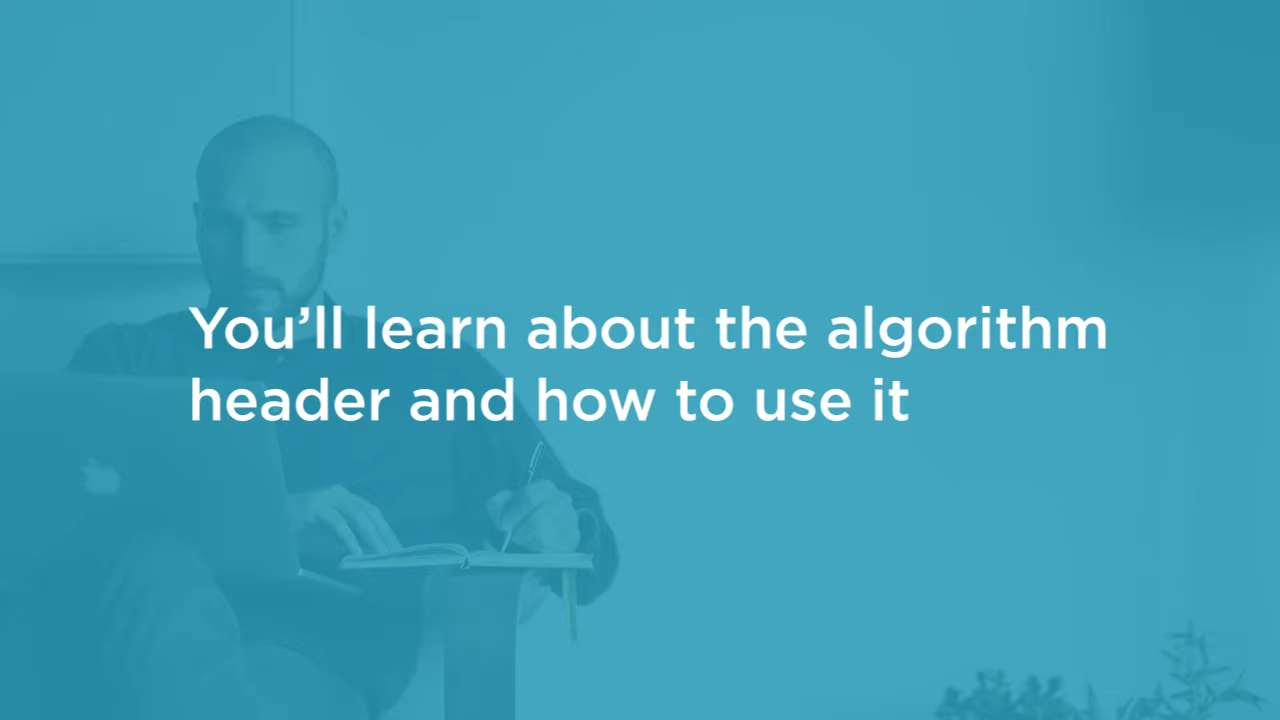 You’ll learn about the algorithm
header and how to use it